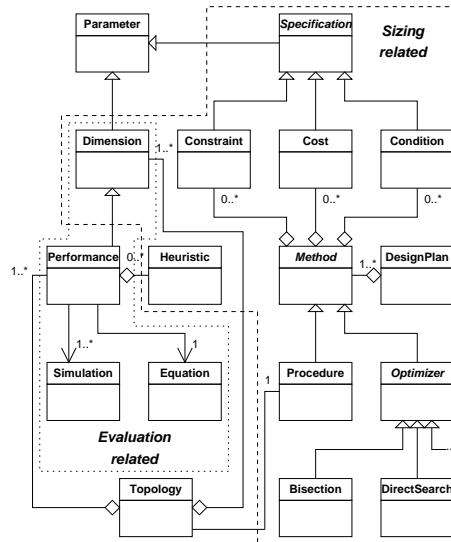 Parameter
Specification
Sizing
related
Dimension
1..*
Constraint
Cost
Condition
0..*
0..*
0..*
Performance
0..*
Heuristic
Method
1..*
DesignPlan
1..*
1..*
1
Simulation
Equation
1
Procedure
Optimizer
Evaluation
related
Topology
Bisection
DirectSearch
...